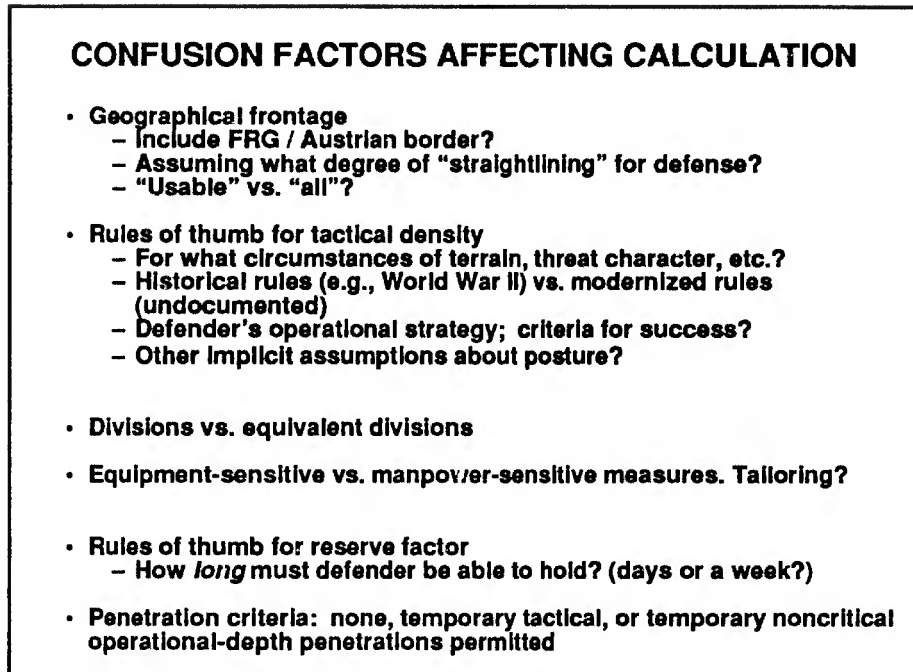 CONFUSION FACTORS AFFECTING CALCULATION
• Geographical frontage
– Include FRG / Austrian border?
– Assuming what degree of “straightlining” for defense?
– “Usable” vs. “all”?
• Rules of thumb for tactical density
– For what circumstances of terrain, threat character, etc.?
– Historical rules (e.g., World War II) vs. modernized rules
(undocumented)
– Defender's operational strategy; criteria for success?
– Other implicit assumptions about posture?
• Divisions vs. equivalent divisions
• Equipment-sensitive vs. manpower-sensitive measures. Tailoring?
• Rules of thumb for reserve factor
– How long must defender be able to hold? (days or a week?)
• Penetration criteria: none, temporary tactical, or temporary noncritical
operational-depth penetrations permitted